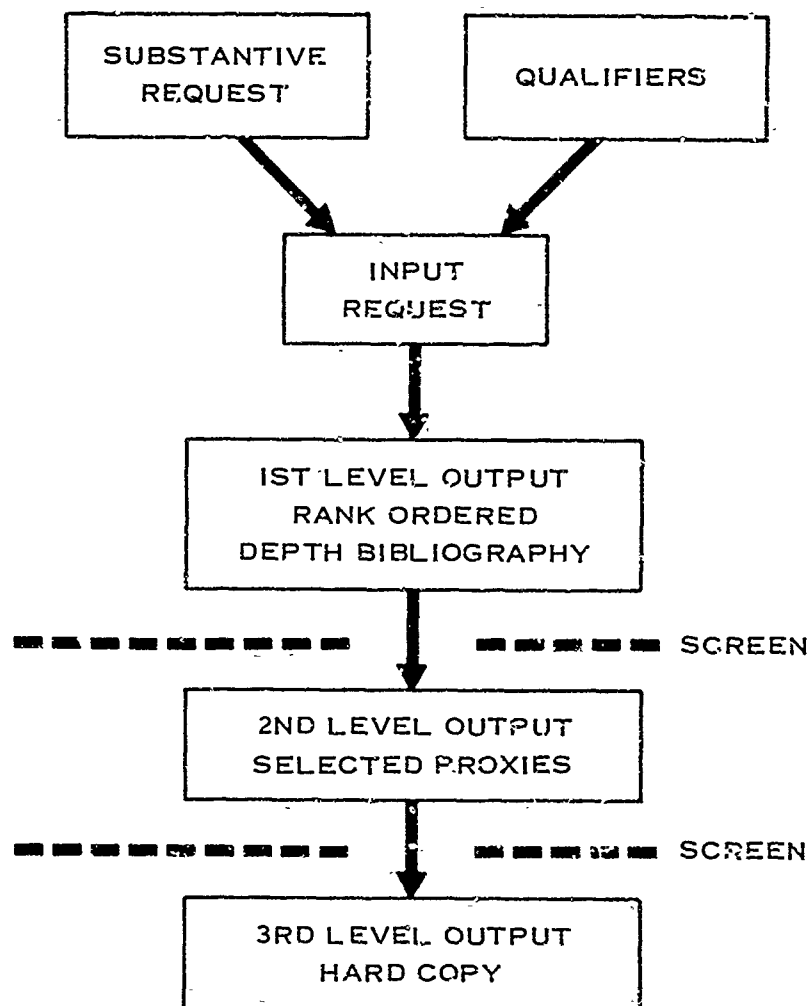 SUBSTANTIVE
REQUEST
QUALIFIERS
INPUT
REQUEST
1ST LEVEL OUTPUT
RANK ORDERED
DEPTH BIBLIOGRAPHY
SCREEN
2ND LEVEL OUTPUT
SELECTED PROXIES
SCREEN
3RD LEVEL OUTPUT
HARD COPY